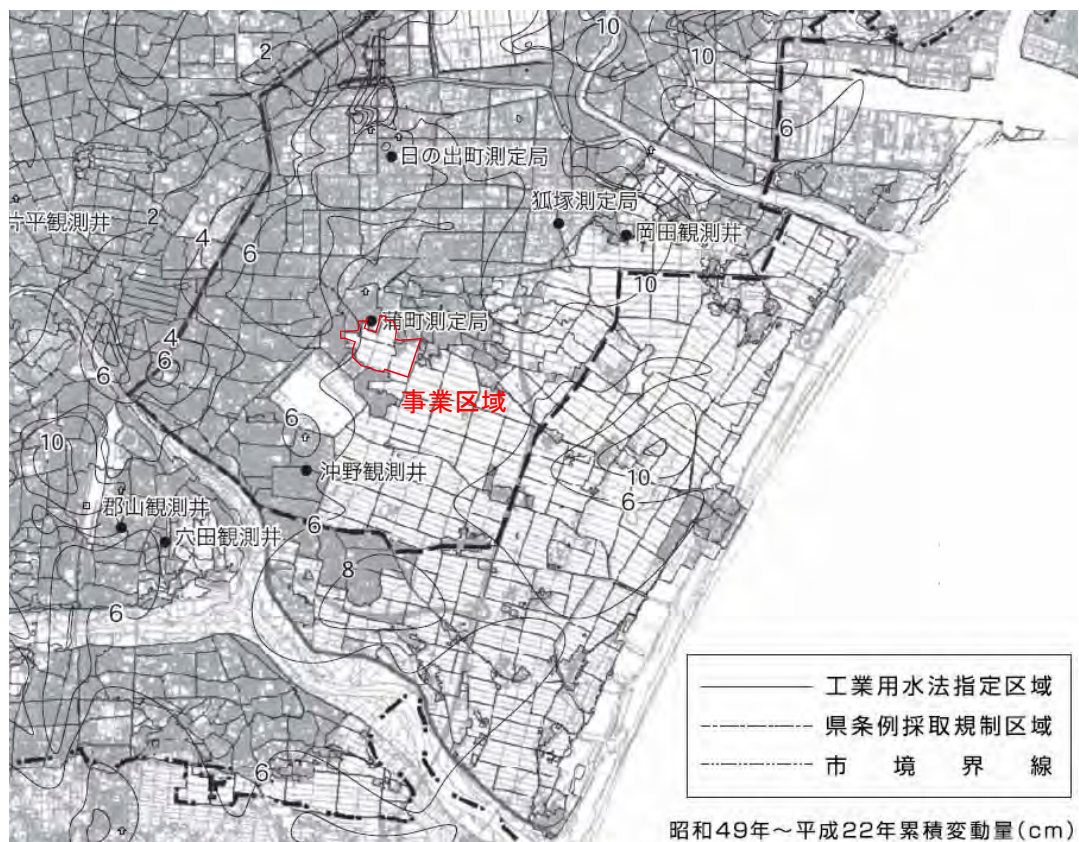 10
2
10
6
日の出町測定局
狐塚測定局
片平観測井
2
岡田観測井
4
6
10
蒲町測定局
4
6
6
事業区域
6
10
10
沖野観測井
6
郡山観測井
6
穴田観測井
8
6
6
工業用水法指定区域
県条例採取規制区域
市境界線
昭和49年～平成22年累積変動量(cm)